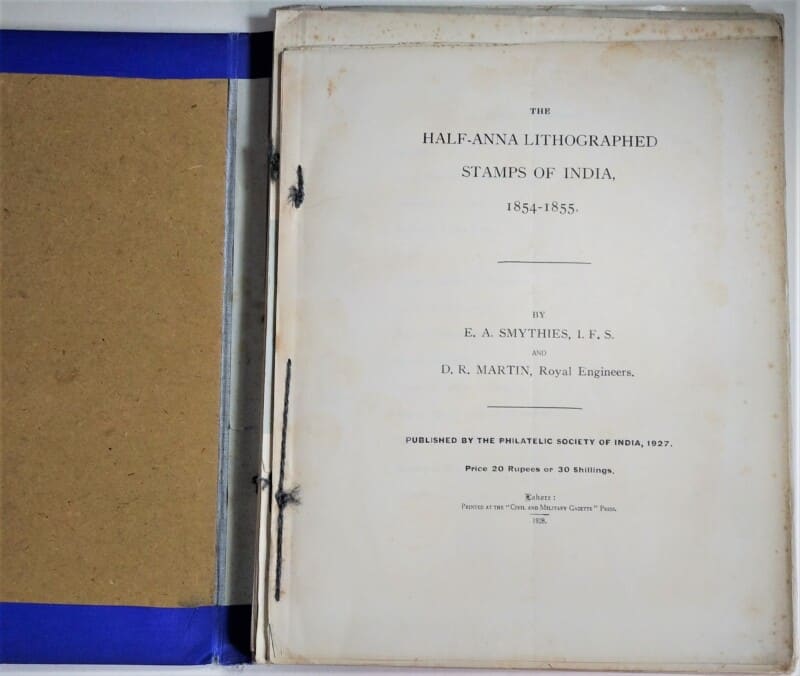 THE
HALF-ANNA LITHOGRAPHED
STAMPS OF INDIA,
1854-1855.
BY
E. A. SMYTHIES, I. F. S.
AND
D. R. MARTIN, Royal Engineers.
PUBLISHED BY THE PHILATELIC SOCIETY OF INDIA, 1927.
Price 20 Rupees or 30 Shillings.
Lahore:
PRINTED AT THE "CIVIL AND MILITARY GAZETTE" PRESS.
1928.